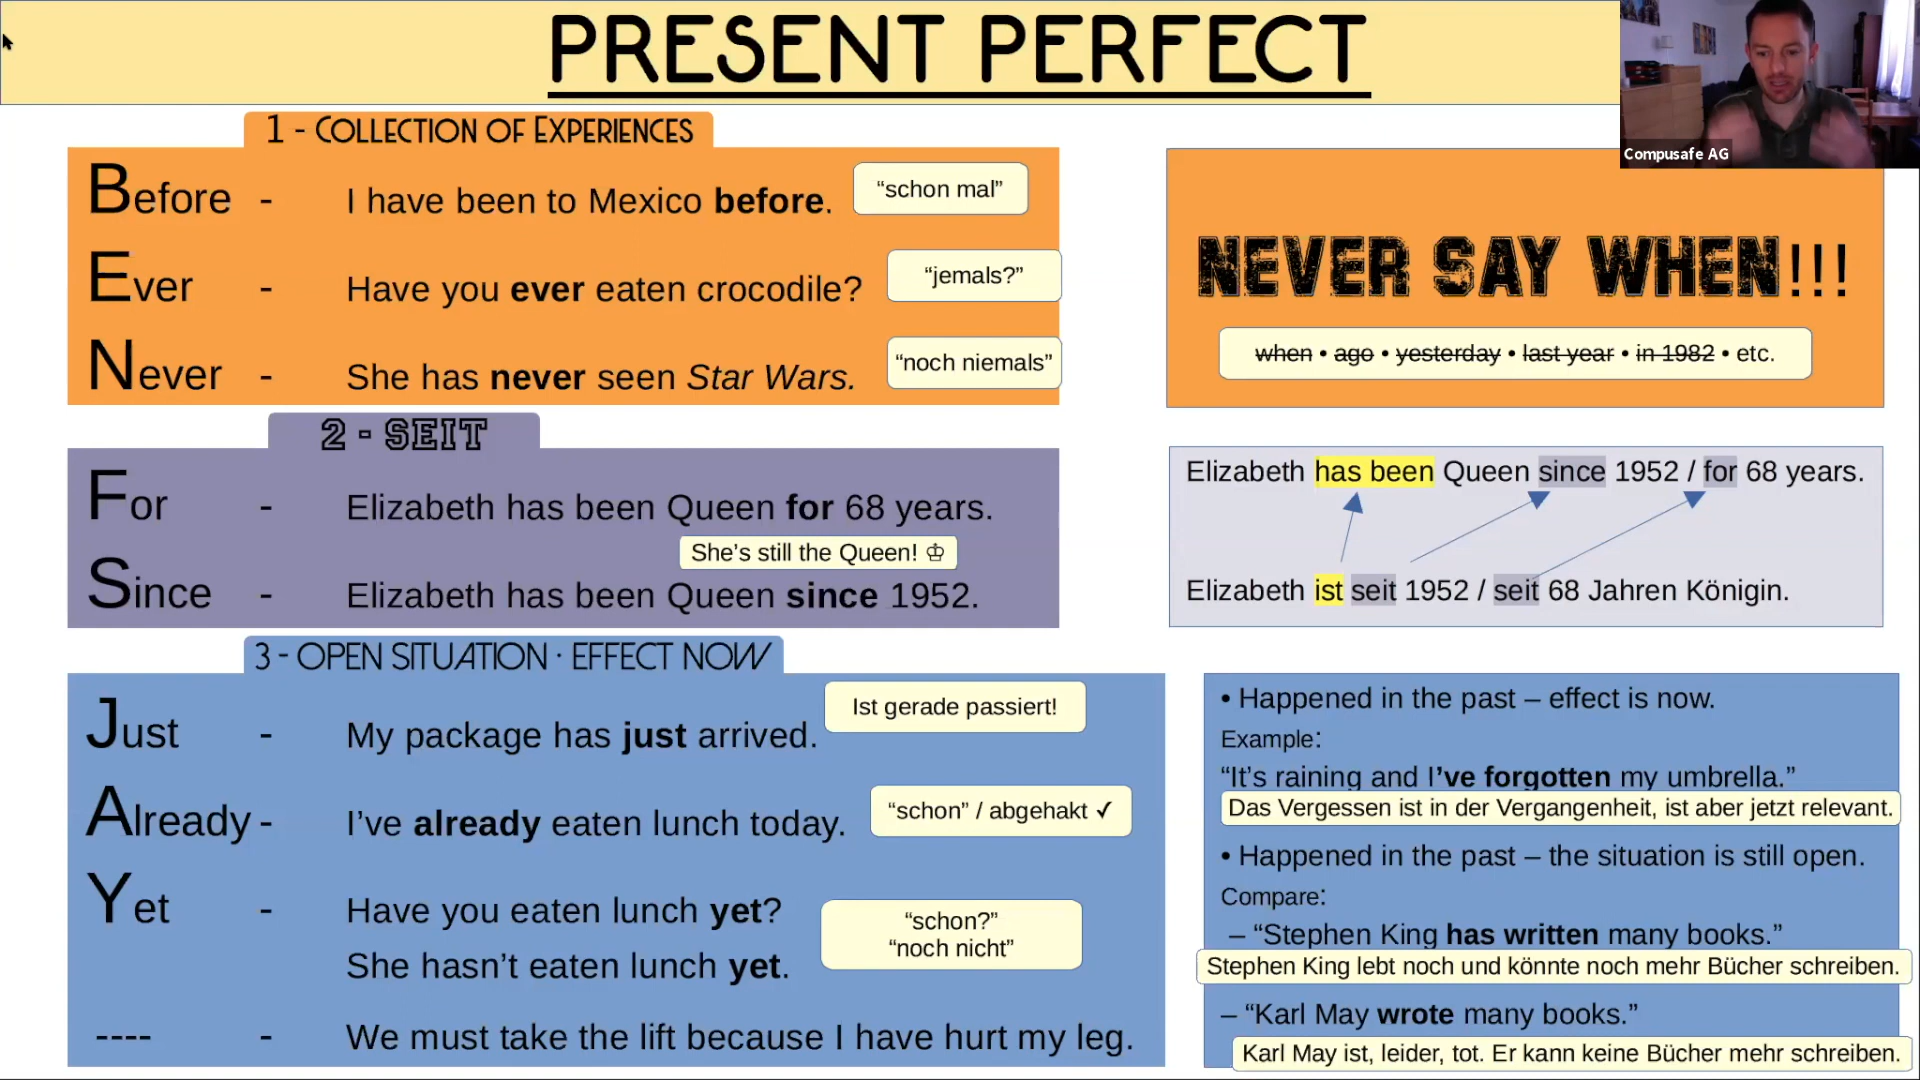 PRESENT PERFECT
Compusafe AG
1 - COLLECTION OF EXPERIENCES
Before - I have been to Mexico before. "schon mal"
Ever - Have you ever eaten crocodile? "jemals?"
Never - She has never seen Star Wars. "noch niemals"
NEVER SAY WHEN!!!
when • ago • yesterday • last year • in 1982 • etc.
2 - SEIT
For - Elizabeth has been Queen for 68 years.
She's still the Queen! ♔
Since - Elizabeth has been Queen since 1952.
Elizabeth has been Queen since 1952 / for 68 years.
Elizabeth ist seit 1952 / seit 68 Jahren Königin.
3 - OPEN SITUATION · EFFECT NOW
Just - My package has just arrived. Ist gerade passiert!
Already - I've already eaten lunch today. "schon" / abgehakt ✓
Yet - Have you eaten lunch yet? "schon?"
"noch nicht"
She hasn't eaten lunch yet.
---- - We must take the lift because I have hurt my leg.
• Happened in the past – effect is now.
Example:
"It's raining and I've forgotten my umbrella."
Das Vergessen ist in der Vergangenheit, ist aber jetzt relevant.
• Happened in the past – the situation is still open.
Compare:
– "Stephen King has written many books."
Stephen King lebt noch und könnte noch mehr Bücher schreiben.
– "Karl May wrote many books."
Karl May ist, leider, tot. Er kann keine Bücher mehr schreiben.